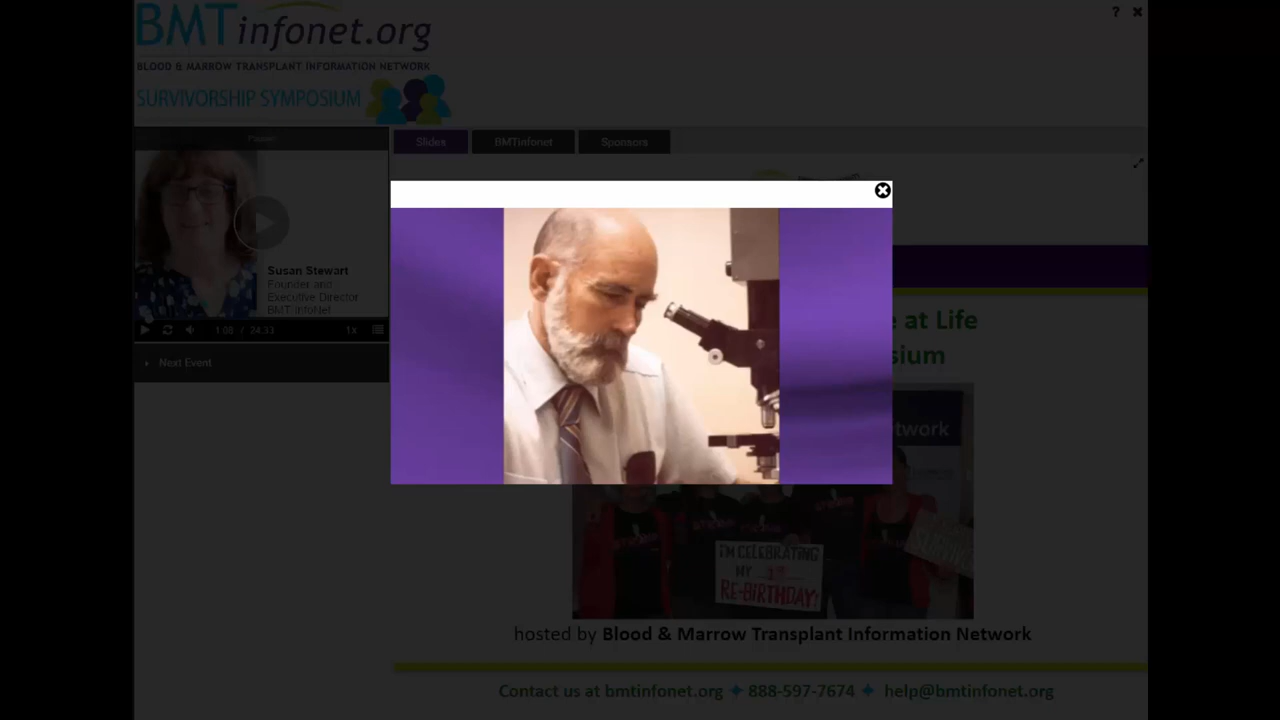 BMTinfonet.org
BLOOD & MARROW TRANSPLANT INFORMATION NETWORK
SURVIVORSHIP SYMPOSIUM
? ×
Slides
BMTinfonet
Sponsors
Susan Stewart
Founder and
Executive Director
BMT InfoNet
1:08 / 24:33
1x
Next Event
at Life
twork
I'M CELEBRATING
MY 1st
RE-BIRTHDAY!
hosted by Blood & Marrow Transplant Information Network
Contact us at bmtinfonet.org ✦ 888-597-7674 ✦ help@bmtinfonet.org